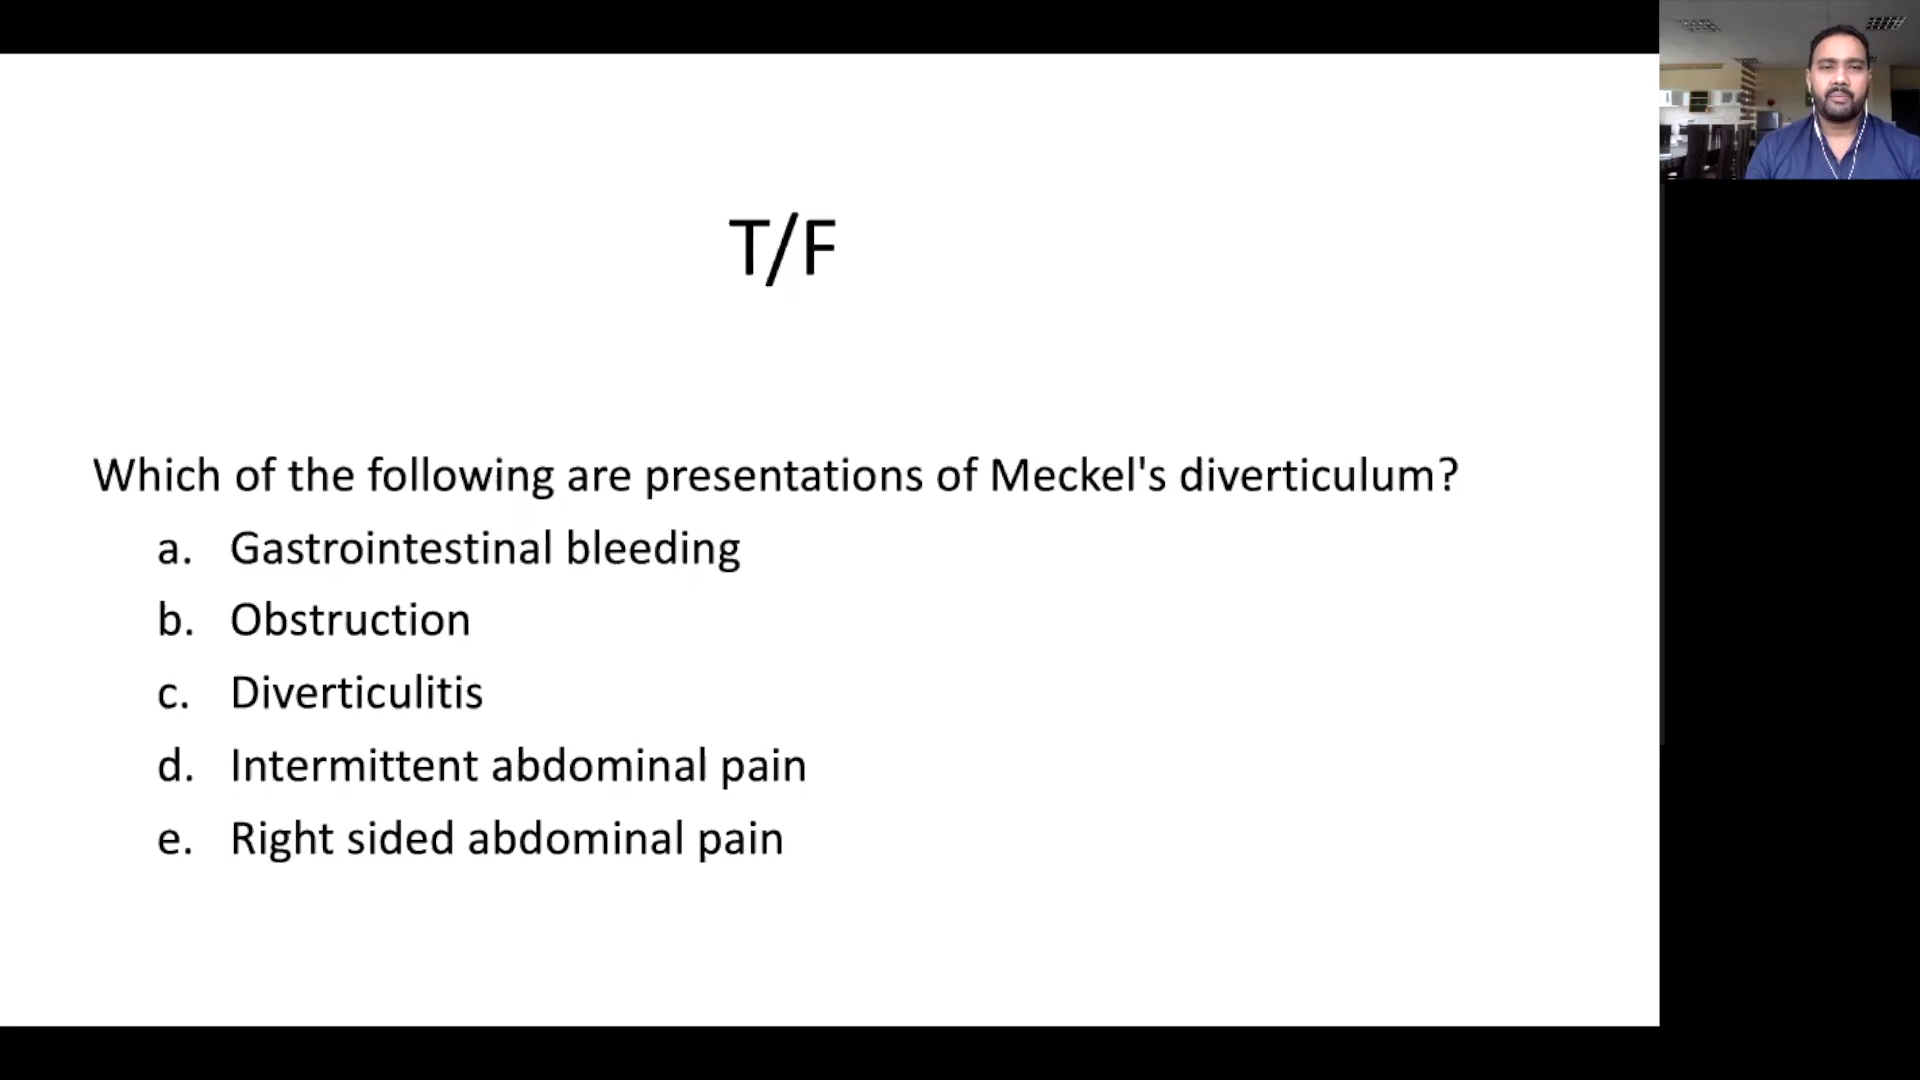 T/F
Which of the following are presentations of Meckel's diverticulum?
a. Gastrointestinal bleeding
b. Obstruction
c. Diverticulitis
d. Intermittent abdominal pain
e. Right sided abdominal pain